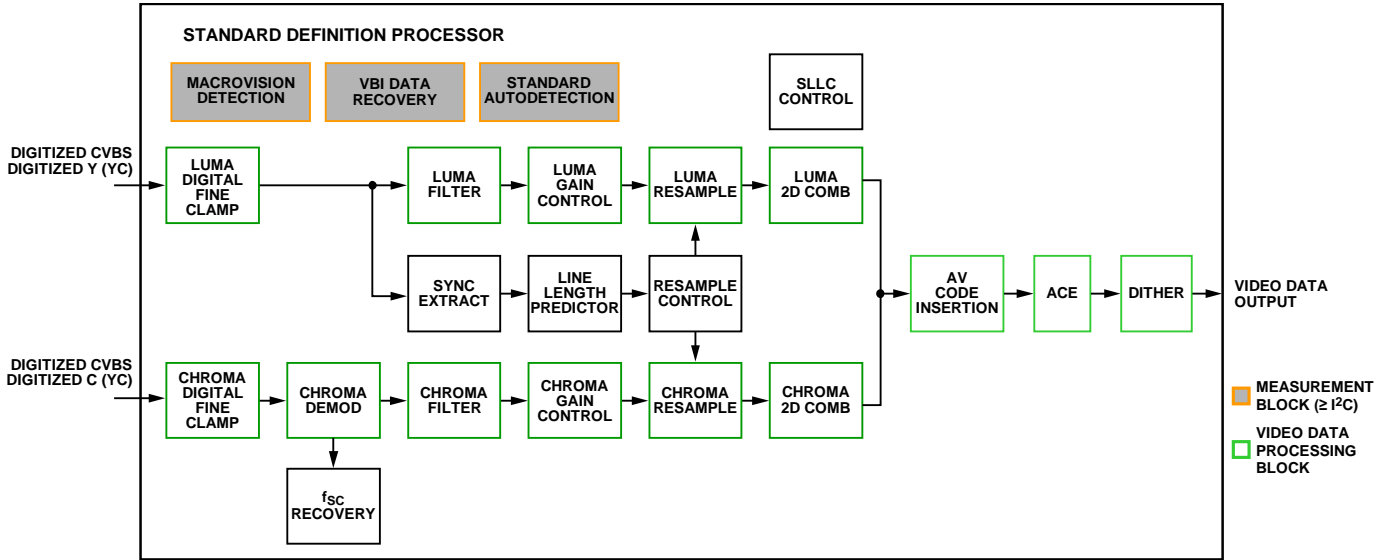 STANDARD DEFINITION PROCESSOR
MACROVISION
DETECTION
VBI DATA
RECOVERY
STANDARD
AUTODETECTION
SLLC
CONTROL
DIGITIZED CVBS
DIGITIZED Y (YC)
LUMA
DIGITAL
FINE
CLAMP
LUMA
FILTER
LUMA
GAIN
CONTROL
LUMA
RESAMPLE
LUMA
2D COMB
SYNC
EXTRACT
LINE
LENGTH
PREDICTOR
RESAMPLE
CONTROL
AV
CODE
INSERTION
ACE
DITHER
VIDEO DATA
OUTPUT
DIGITIZED CVBS
DIGITIZED C (YC)
CHROMA
DIGITAL
FINE
CLAMP
CHROMA
DEMOD
CHROMA
FILTER
CHROMA
GAIN
CONTROL
CHROMA
RESAMPLE
CHROMA
2D COMB
fSC
RECOVERY
MEASUREMENT
BLOCK (≥ I²C)
VIDEO DATA
PROCESSING
BLOCK